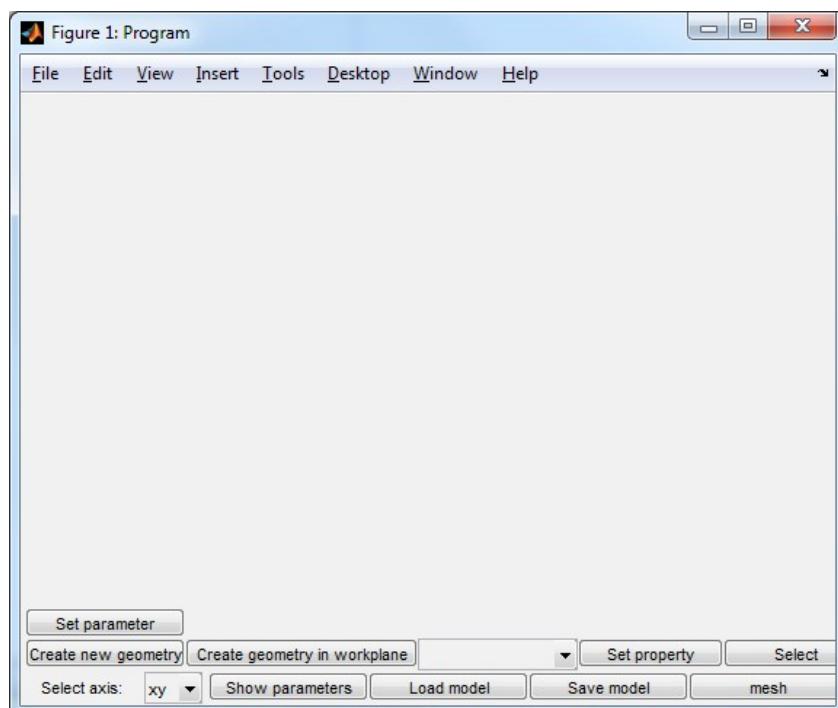 Figure 1: Program
File Edit View Insert Tools Desktop Window Help
Set parameter
Create new geometry Create geometry in workplane Set property Select
Select axis: xy Show parameters Load model Save model mesh